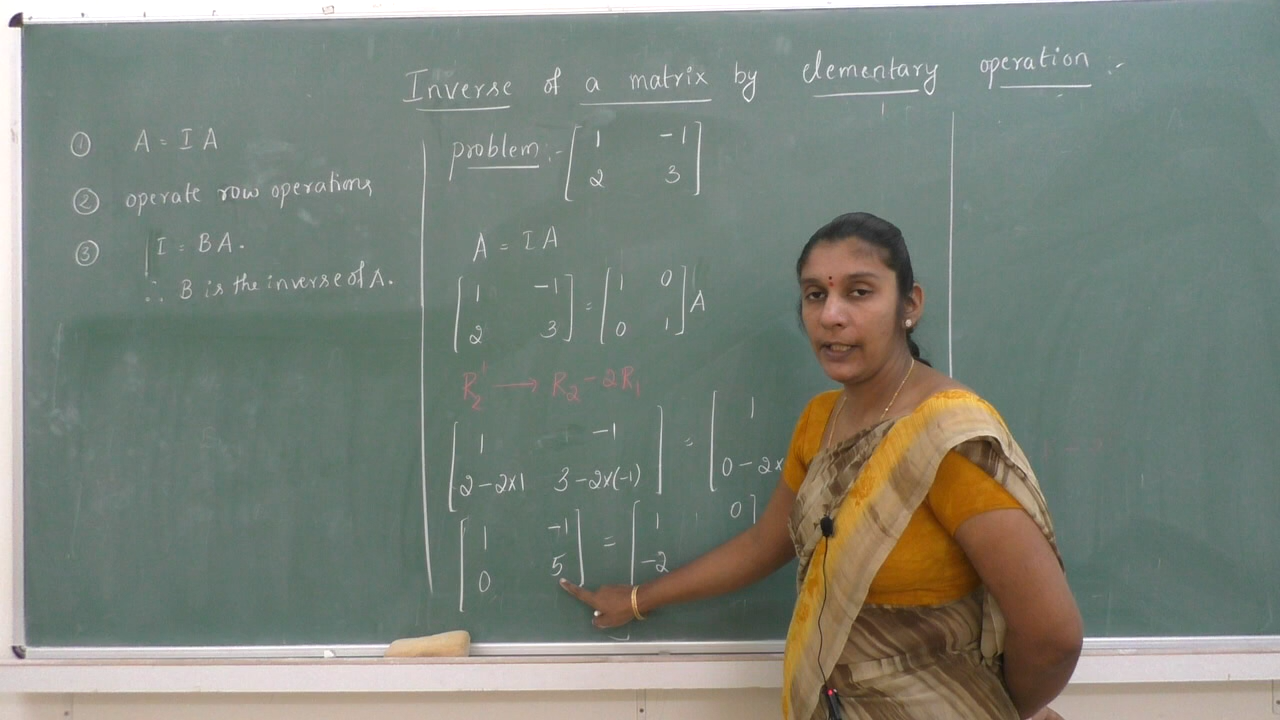 Inverse of a matrix by elementary operation :-
① A = I A
② operate row operations
③ I = B A.
∴ B is the inverse of A.
problem :- [ 1 -1
2 3 ]
A = I A
[ 1 -1
2 3 ] = [ 1 0
0 1 ] A
R₂' → R₂ - 2R₁
[ 1 -1
2-2x1 3-2x(-1) ] = [ 1
0-2x
[ 1 -1
0 5 ] = [ 1 0
-2 ]